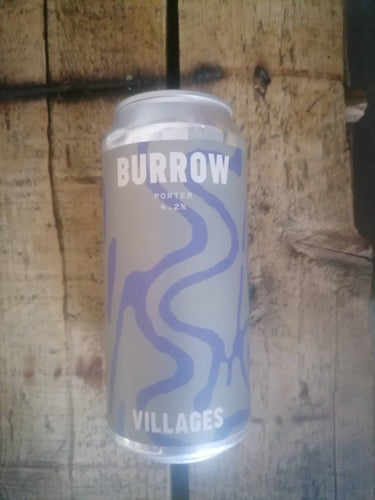 BURROW
PORTER
4.2%
VILLAGES